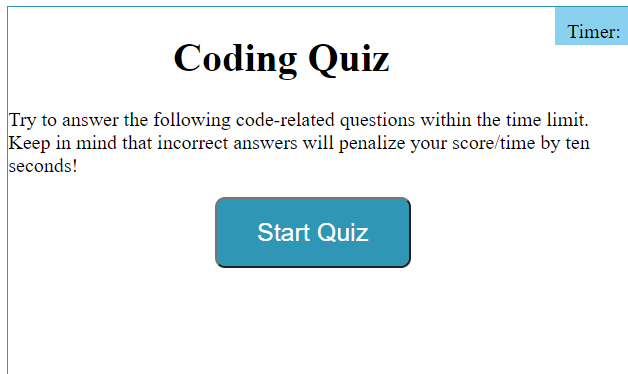 Timer:
Coding Quiz
Try to answer the following code-related questions within the time limit.
Keep in mind that incorrect answers will penalize your score/time by ten
seconds!
Start Quiz